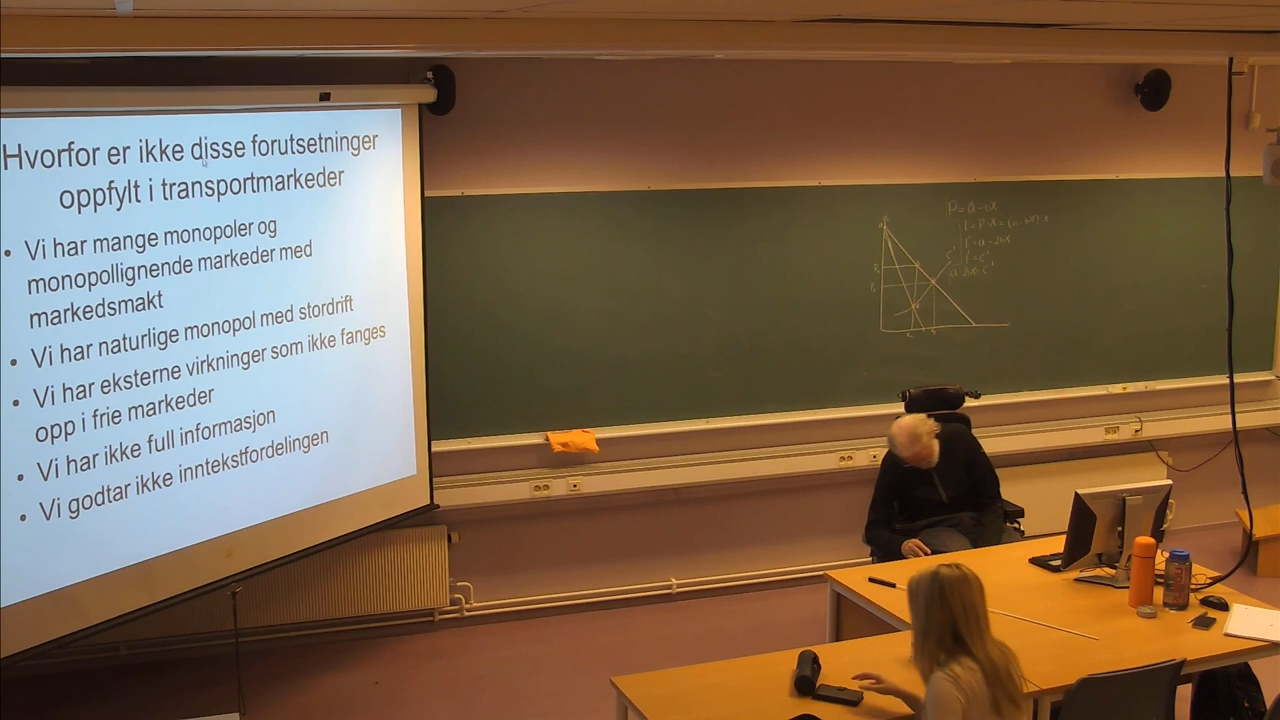 Hvorfor er ikke disse forutsetninger
oppfylt i transportmarkeder
• Vi har mange monopoler og
monopollignende markeder med
markedsmakt
• Vi har naturlige monopol med stordrift
• Vi har eksterne virkninger som ikke fanges
opp i frie markeder
• Vi har ikke full informasjon
• Vi godtar ikke inntekstfordelingen
P = a - bX